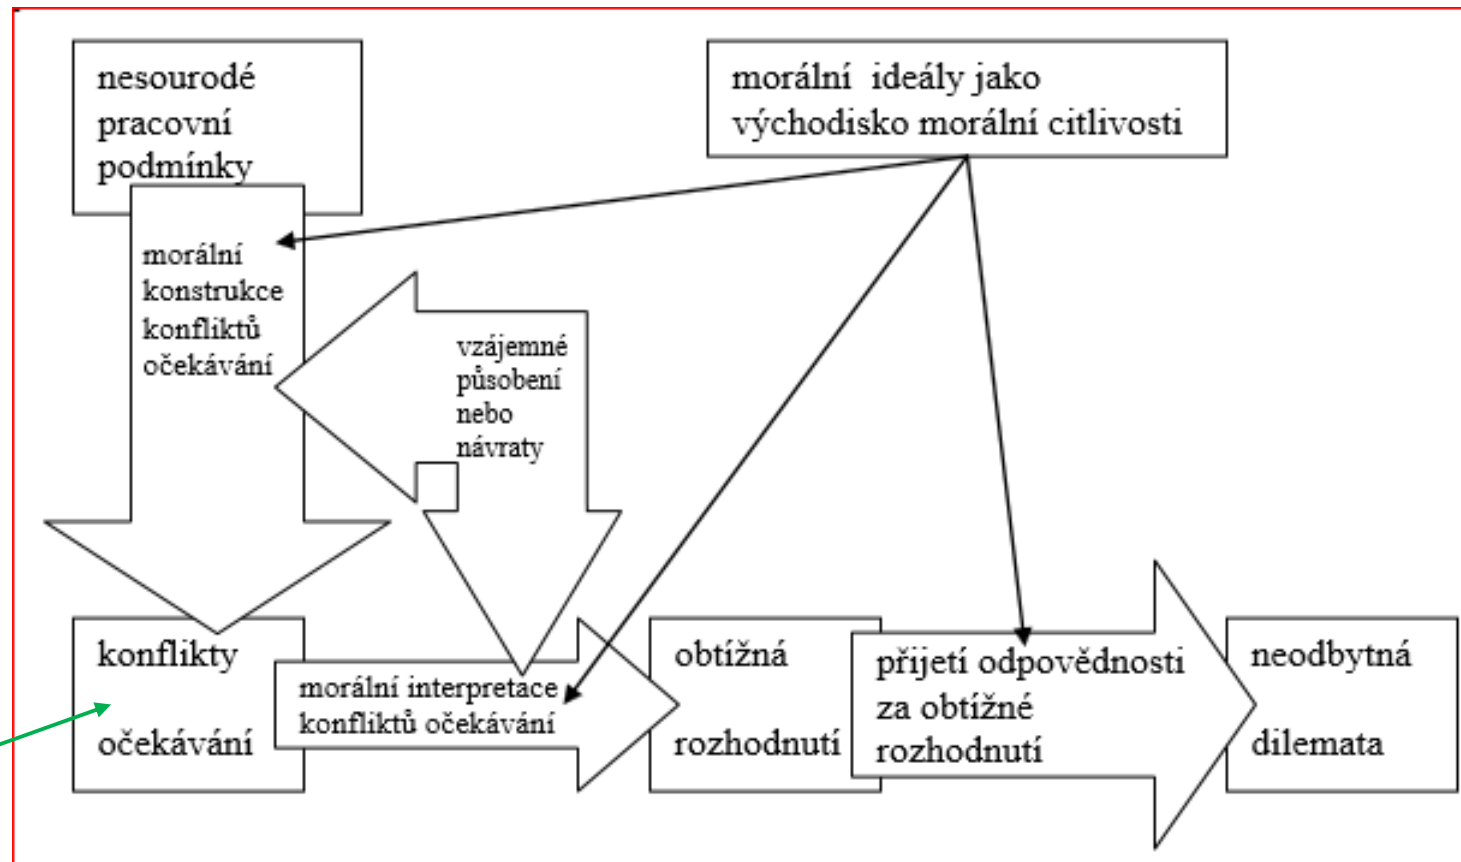 nesourodé
pracovní
podmínky
morální ideály jako
východisko morální citlivosti
morální
konstrukce
konfliktů
očekávání
vzájemné
působení
nebo
návraty
konflikty
očekávání
morální interpretace
konfliktů očekávání
obtížná
rozhodnutí
přijetí odpovědnosti
za obtížné
rozhodnutí
neodbytná
dilemata